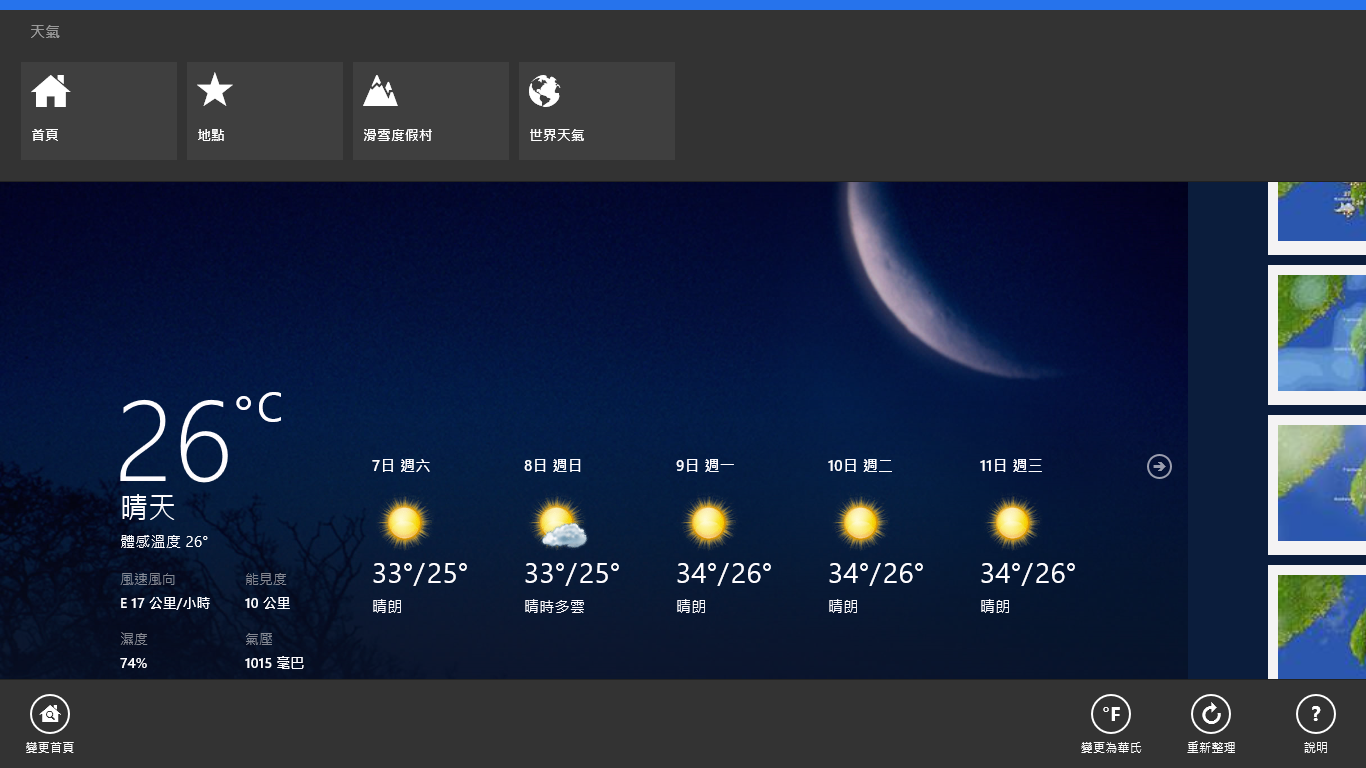 天氣
首頁
地點
滑雪度假村
世界天氣
26°C
晴天
體感溫度 26°
風速風向
能見度
E 17 公里/小時
10 公里
濕度
氣壓
74%
1015 毫巴
7日 週六
8日 週日
9日 週一
10日 週二
11日 週三
33°/25°
33°/25°
34°/26°
34°/26°
34°/26°
晴朗
晴時多雲
晴朗
晴朗
晴朗
變更首頁
°F
變更為華氏
重新整理
?
說明